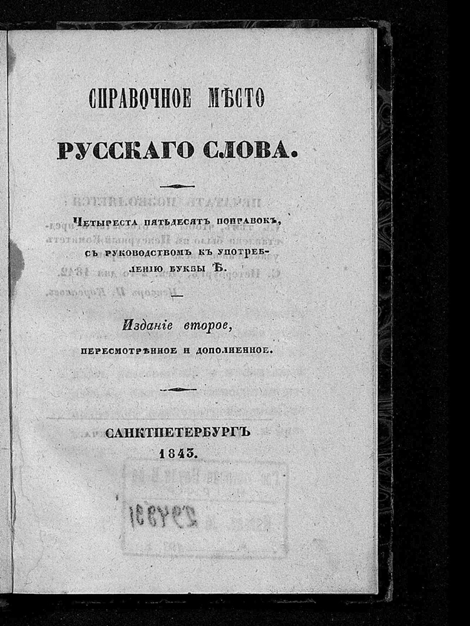 СПРАВОЧНОЕ МѢСТО
РУССКАГО СЛОВА.
Четыреста пятьдесятъ поправокъ,
съ руководствомъ къ употреб-
ленію буквы Ѣ.
Изданіе второе,
пересмотрѣнное и дополненное.
САНКТПЕТЕРБУРГЪ
1843.